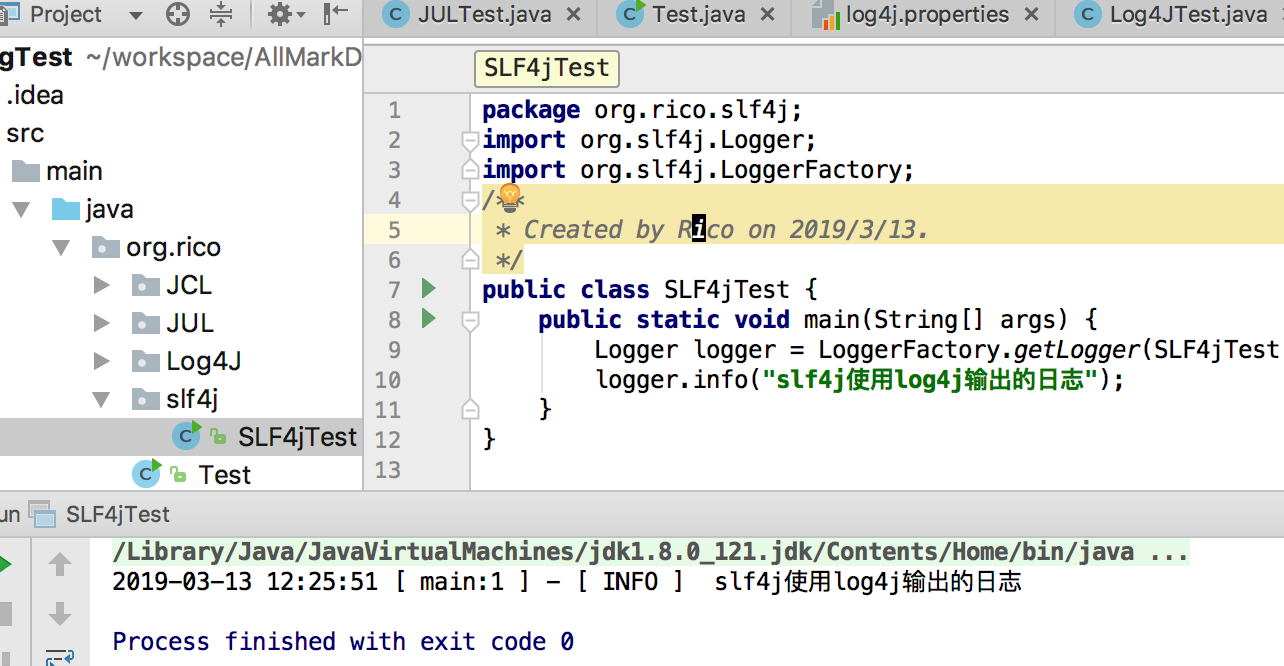 Project
JULTest.java
Test.java
log4j.properties
Log4JTest.java
gTest ~/workspace/AllMarkD
.idea
src
main
java
org.rico
JCL
JUL
Log4J
slf4j
SLF4jTest
Test
SLF4jTest
1 package org.rico.slf4j;
2 import org.slf4j.Logger;
3 import org.slf4j.LoggerFactory;
4 /**
5 * Created by Rico on 2019/3/13.
6 */
7 public class SLF4jTest {
8 public static void main(String[] args) {
9 Logger logger = LoggerFactory.getLogger(SLF4jTest
10 logger.info("slf4j使用log4j输出的日志");
11 }
12 }
13
un SLF4jTest
/Library/Java/JavaVirtualMachines/jdk1.8.0_121.jdk/Contents/Home/bin/java ...
2019-03-13 12:25:51 [ main:1 ] - [ INFO ] slf4j使用log4j输出的日志
Process finished with exit code 0